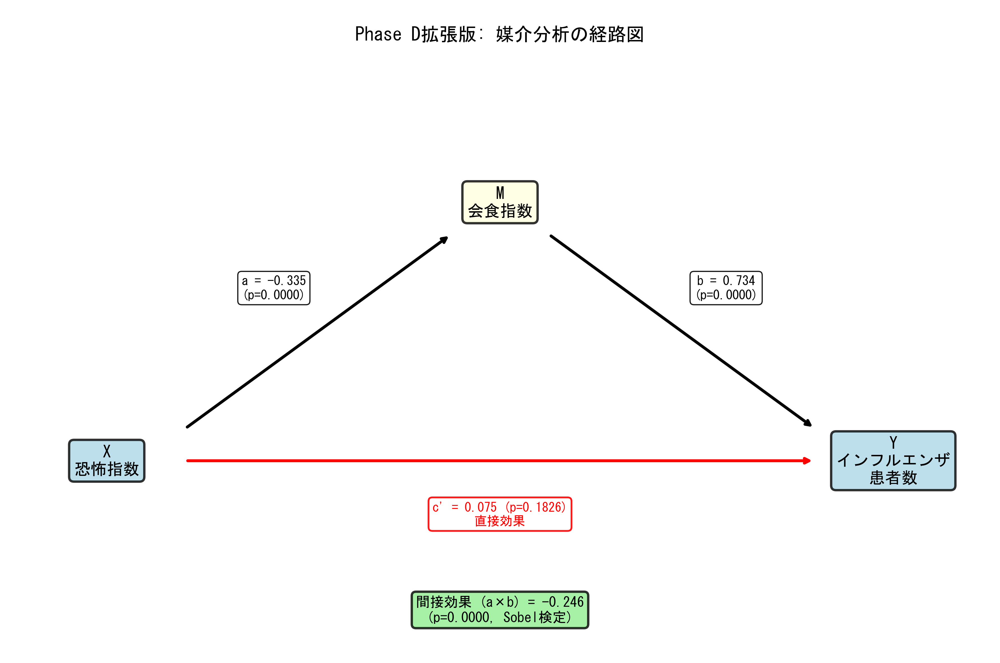 Phase D拡張版: 媒介分析の経路図
M
会食指数
a = -0.335
(p=0.0000)
b = 0.734
(p=0.0000)
X
恐怖指数
Y
インフルエンザ
患者数
c' = 0.075 (p=0.1826)
直接効果
間接効果 (a×b) = -0.246
(p=0.0000, Sobel検定)